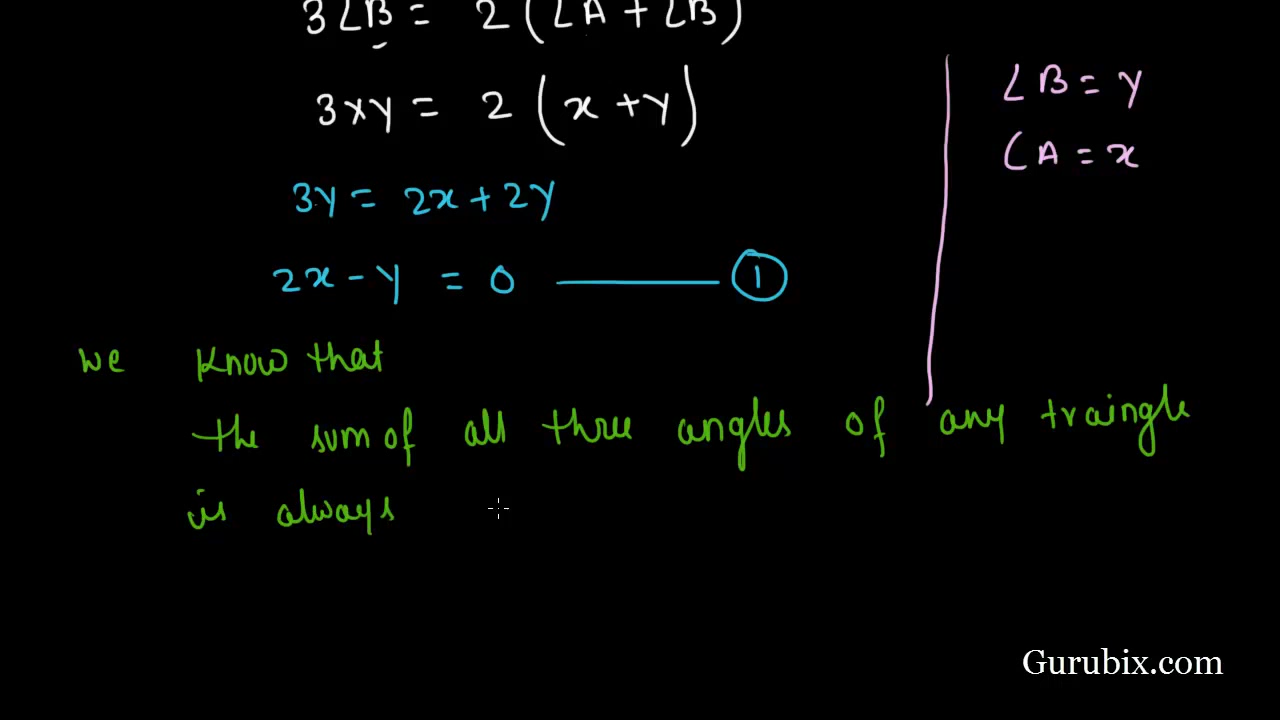 3∠B = 2(∠A + ∠B)
3xy = 2(x+y)
∠B = y
∠A = x
3y = 2x + 2y
2x - y = 0 ——— ①
we know that
the sum of all three angles of any traingle
is always
Gurubix.com